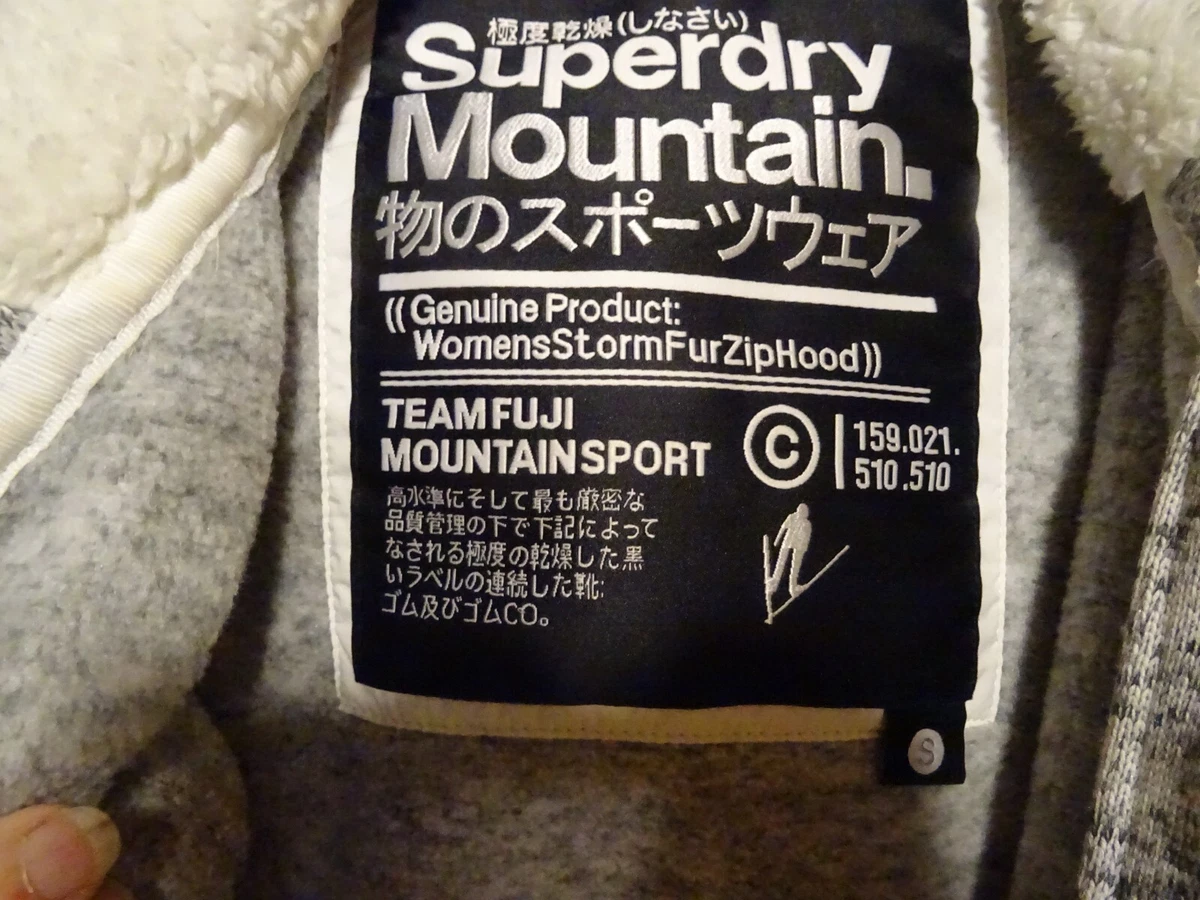 極度乾燥(しなさい)
Superdry
Mountain.
物のスポーツウェア
((Genuine Product:
WomensStormFurZipHood))
TEAM FUJI
MOUNTAIN SPORT
© 159.021.
510.510
高水準にそして最も厳密な
品質管理の下で下記によって
なされる極度の乾燥した黒
いラベルの連続した靴:
ゴム及びゴムCO。
S